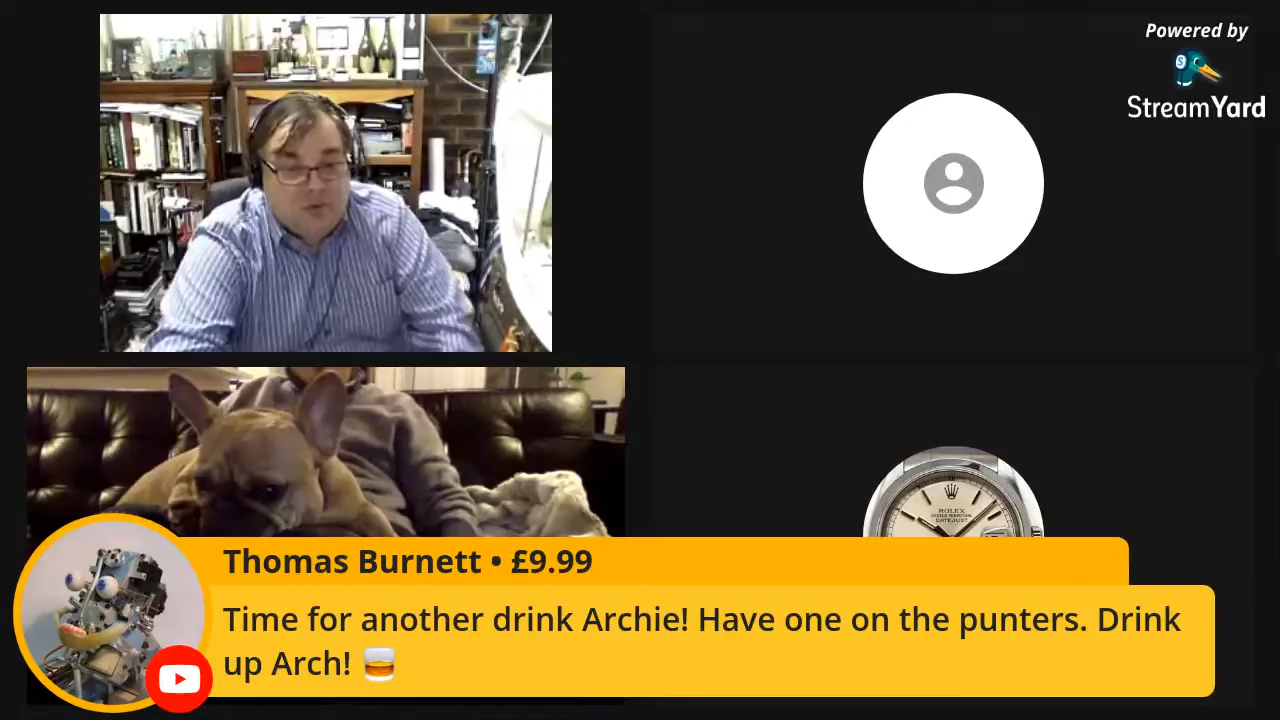 Powered by
StreamYard
ROLEX
Thomas Burnett • £9.99
Time for another drink Archie! Have one on the punters. Drink
up Arch! 🥃